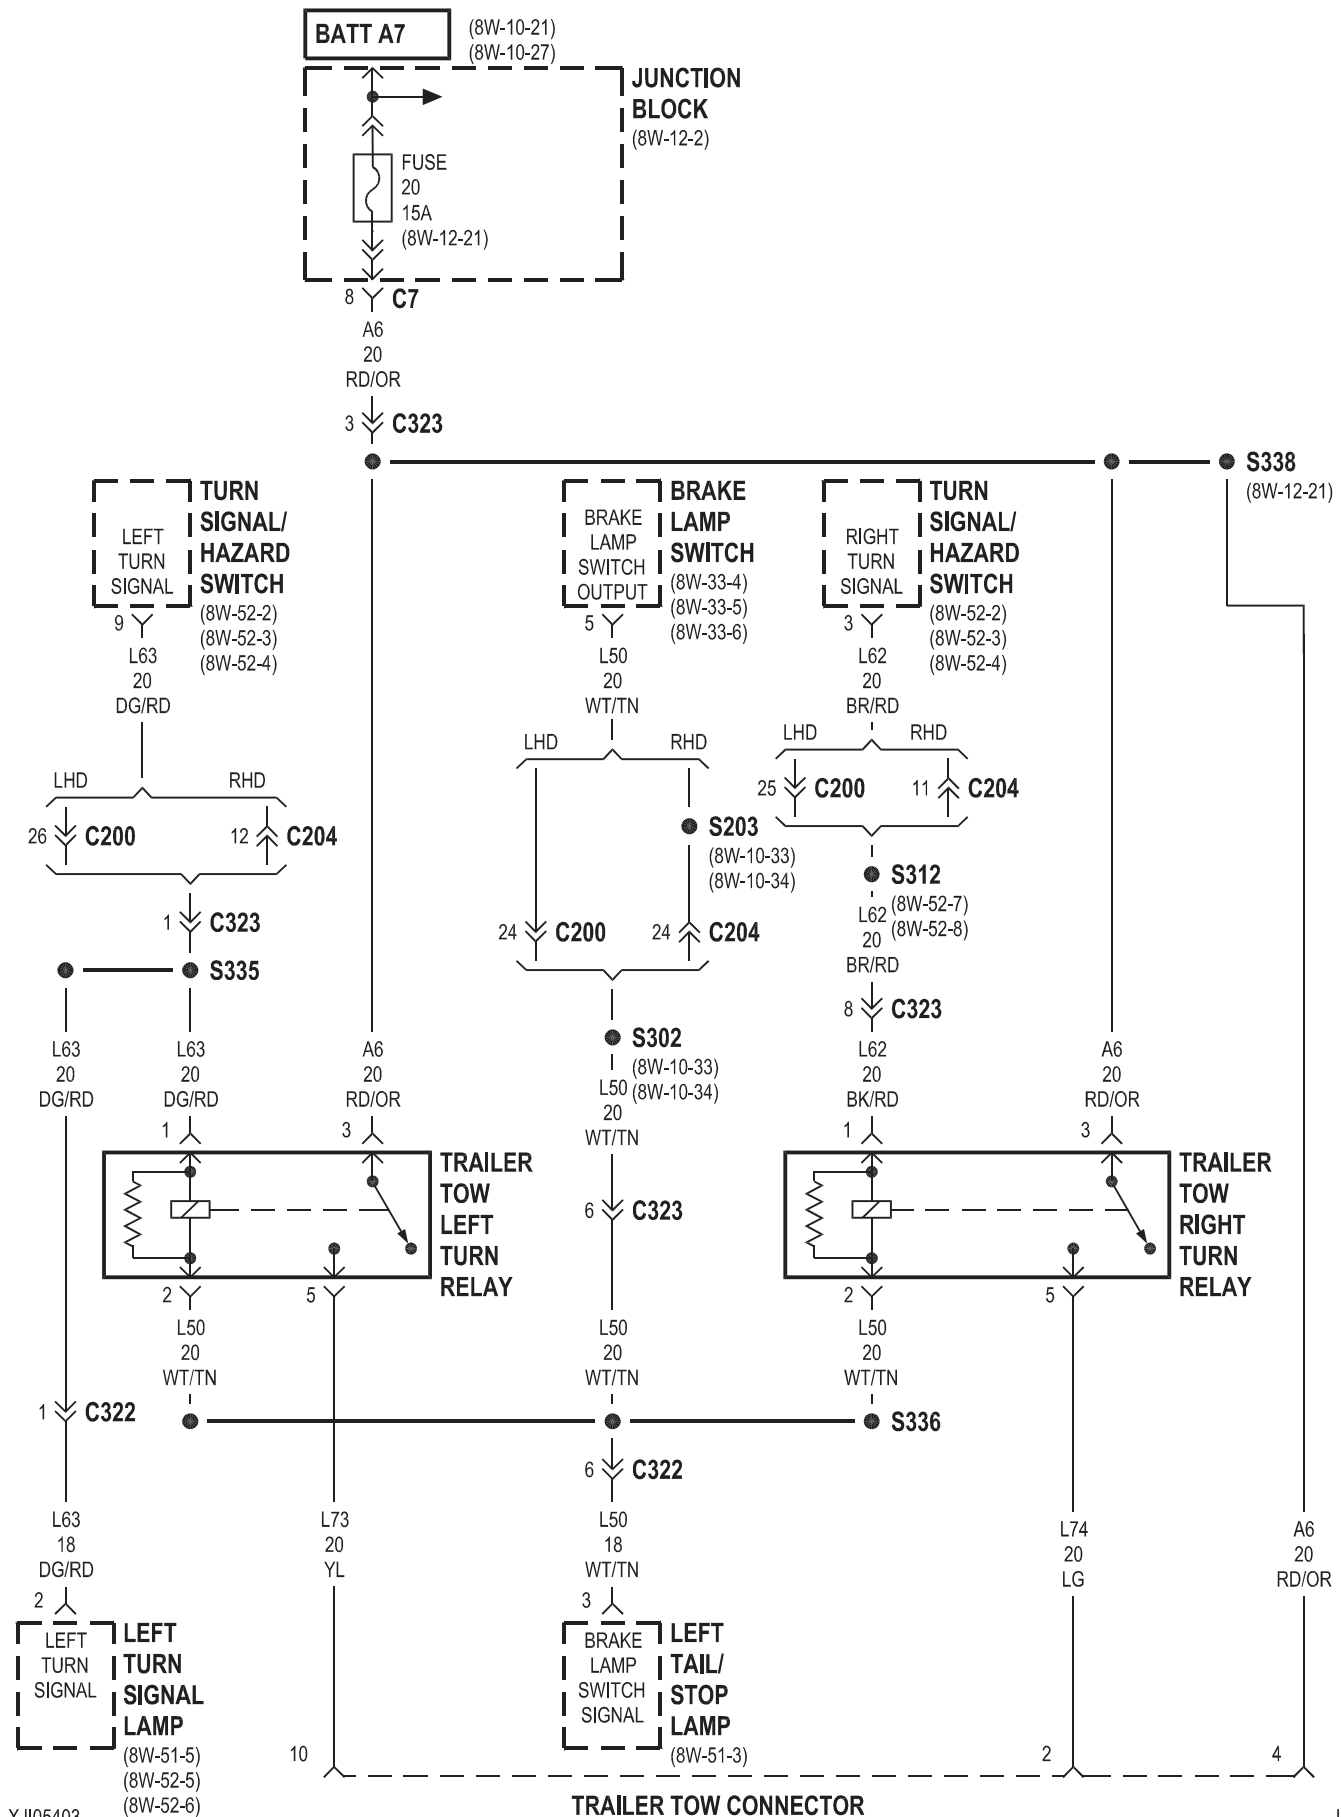 BATT A7
(8W-10-21)
(8W-10-27)
JUNCTION
BLOCK
(8W-12-2)
FUSE
20
15A
(8W-12-21)
8
C7
A6
20
RD/OR
3
C323
S338
(8W-12-21)
LEFT
TURN
SIGNAL
TURN
SIGNAL/
HAZARD
SWITCH
(8W-52-2)
(8W-52-3)
(8W-52-4)
9
L63
20
DG/RD
BRAKE
LAMP
SWITCH
OUTPUT
BRAKE
LAMP
SWITCH
(8W-33-4)
(8W-33-5)
(8W-33-6)
5
L50
20
WT/TN
RIGHT
TURN
SIGNAL
TURN
SIGNAL/
HAZARD
SWITCH
(8W-52-2)
(8W-52-3)
(8W-52-4)
3
L62
20
BR/RD
LHD
RHD
26
C200
12
C204
1
C323
S335
LHD
RHD
S203
(8W-10-33)
(8W-10-34)
24
C200
24
C204
S302
(8W-10-33)
(8W-10-34)
L50
20
WT/TN
LHD
RHD
25
C200
11
C204
S312
(8W-52-7)
(8W-52-8)
L62
20
BR/RD
8
C323
L63
20
DG/RD
L63
20
DG/RD
A6
20
RD/OR
L62
20
BK/RD
A6
20
RD/OR
1
3
TRAILER
TOW
LEFT
TURN
RELAY
2
5
6
C323
1
3
TRAILER
TOW
RIGHT
TURN
RELAY
2
5
L50
20
WT/TN
L50
20
WT/TN
L50
20
WT/TN
1
C322
S336
6
C322
L63
18
DG/RD
L73
20
YL
L50
18
WT/TN
L74
20
LG
A6
20
RD/OR
2
LEFT
TURN
SIGNAL
LEFT
TURN
SIGNAL
LAMP
(8W-51-5)
(8W-52-5)
(8W-52-6)
3
BRAKE
LAMP
SWITCH
SIGNAL
LEFT
TAIL/
STOP
LAMP
(8W-51-3)
10
2
4
TRAILER TOW CONNECTOR